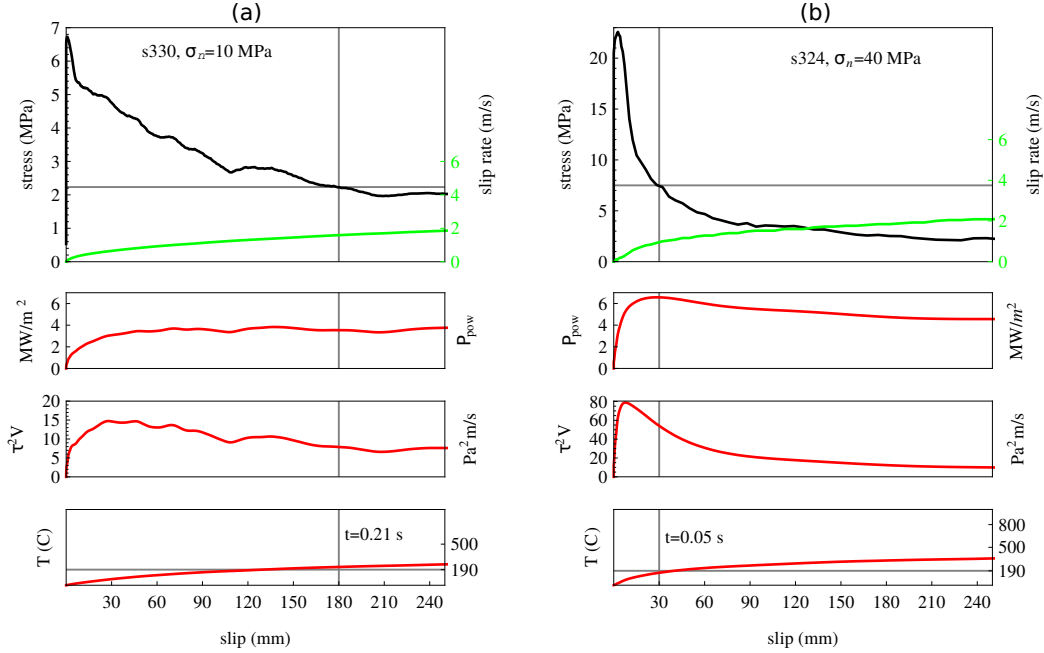 (a)
s330, σn=10 MPa
stress (MPa)
7
6
5
4
3
2
1
0
slip rate (m/s)
6
4
2
0
MW/m 2
6
4
2
0
Ppow
τ2V
20
15
10
5
0
Pa2m/s
T (C)
t=0.21 s
500
190
30 60 90 120 150 180 210 240
slip (mm)
(b)
s324, σn=40 MPa
stress (MPa)
20
15
10
5
0
slip rate (m/s)
6
4
2
0
Ppow
6
4
2
0
MW/m2
τ2V
80
60
40
20
0
Pa2m/s
T (C)
t=0.05 s
800
500
190
30 60 90 120 150 180 210 240
slip (mm)